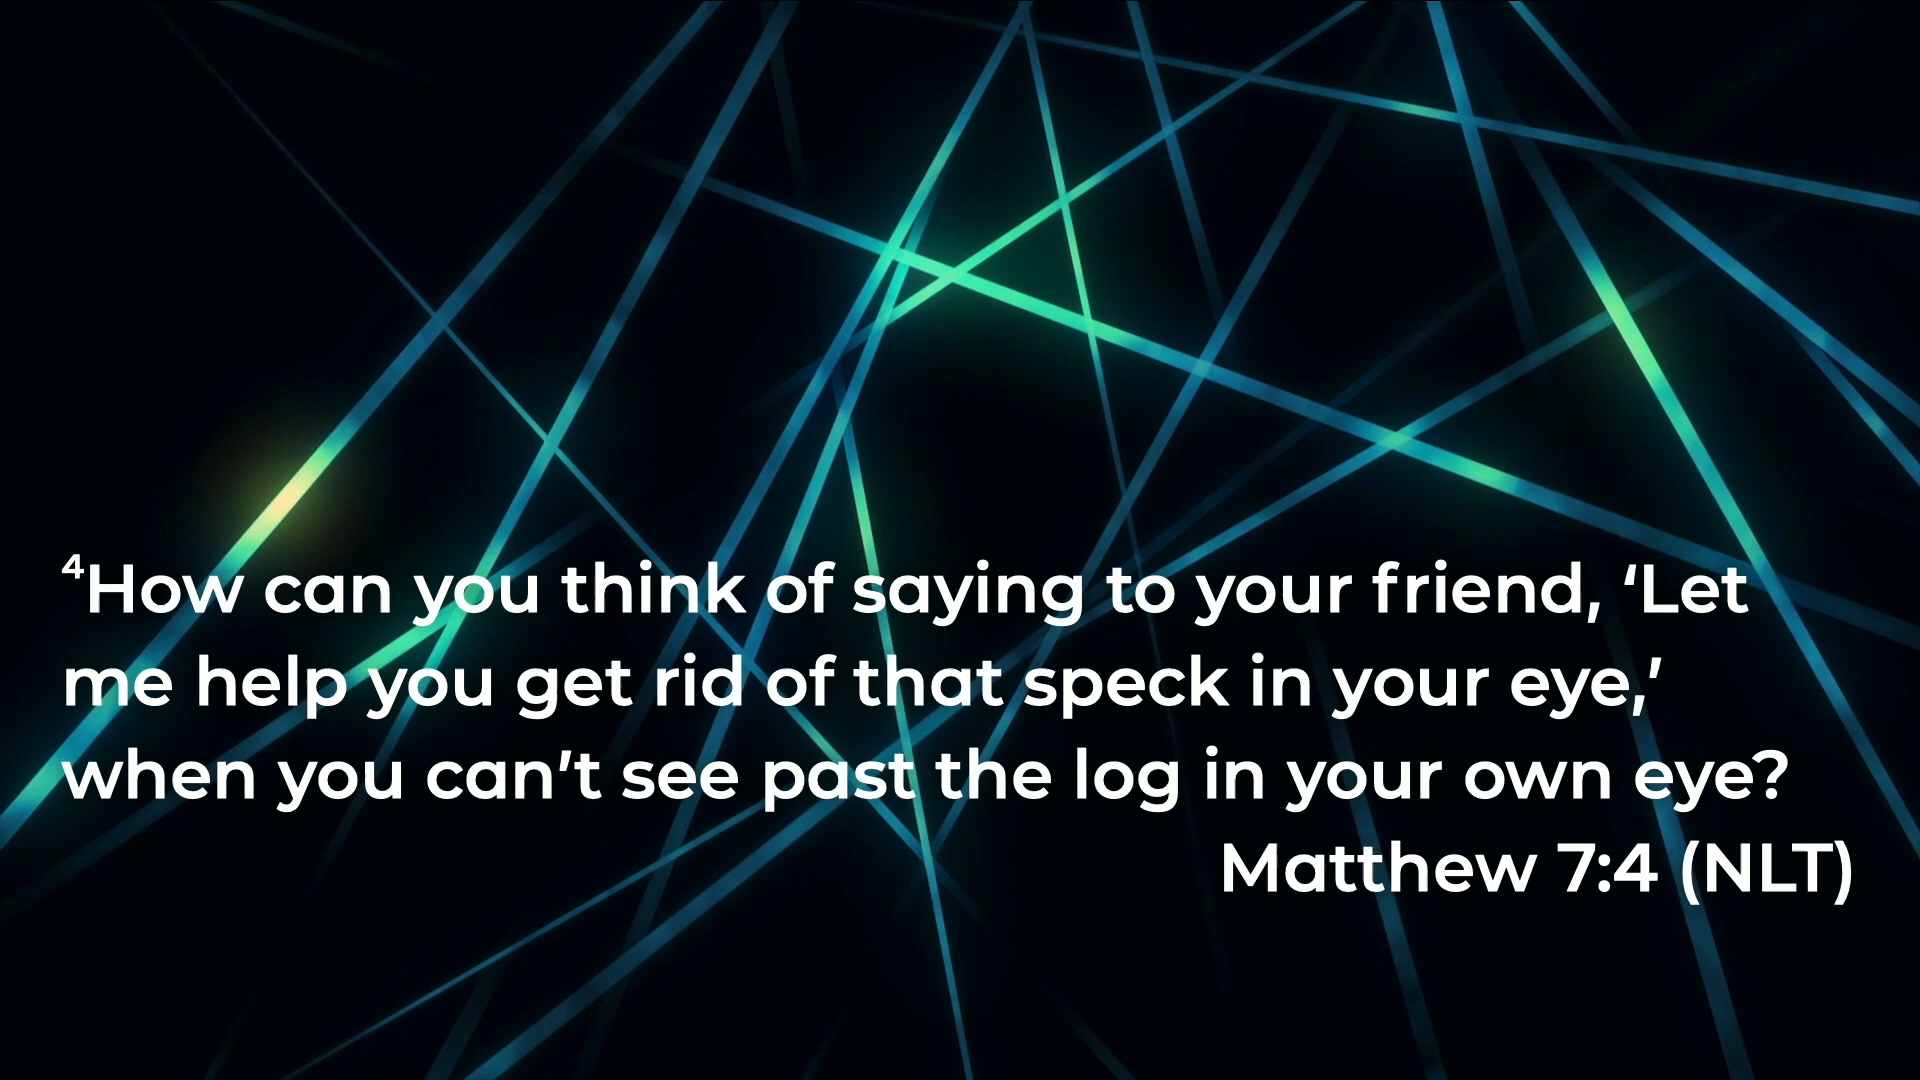 ⁴How can you think of saying to your friend, ‘Let
me help you get rid of that speck in your eye,’
when you can’t see past the log in your own eye?
Matthew 7:4 (NLT)